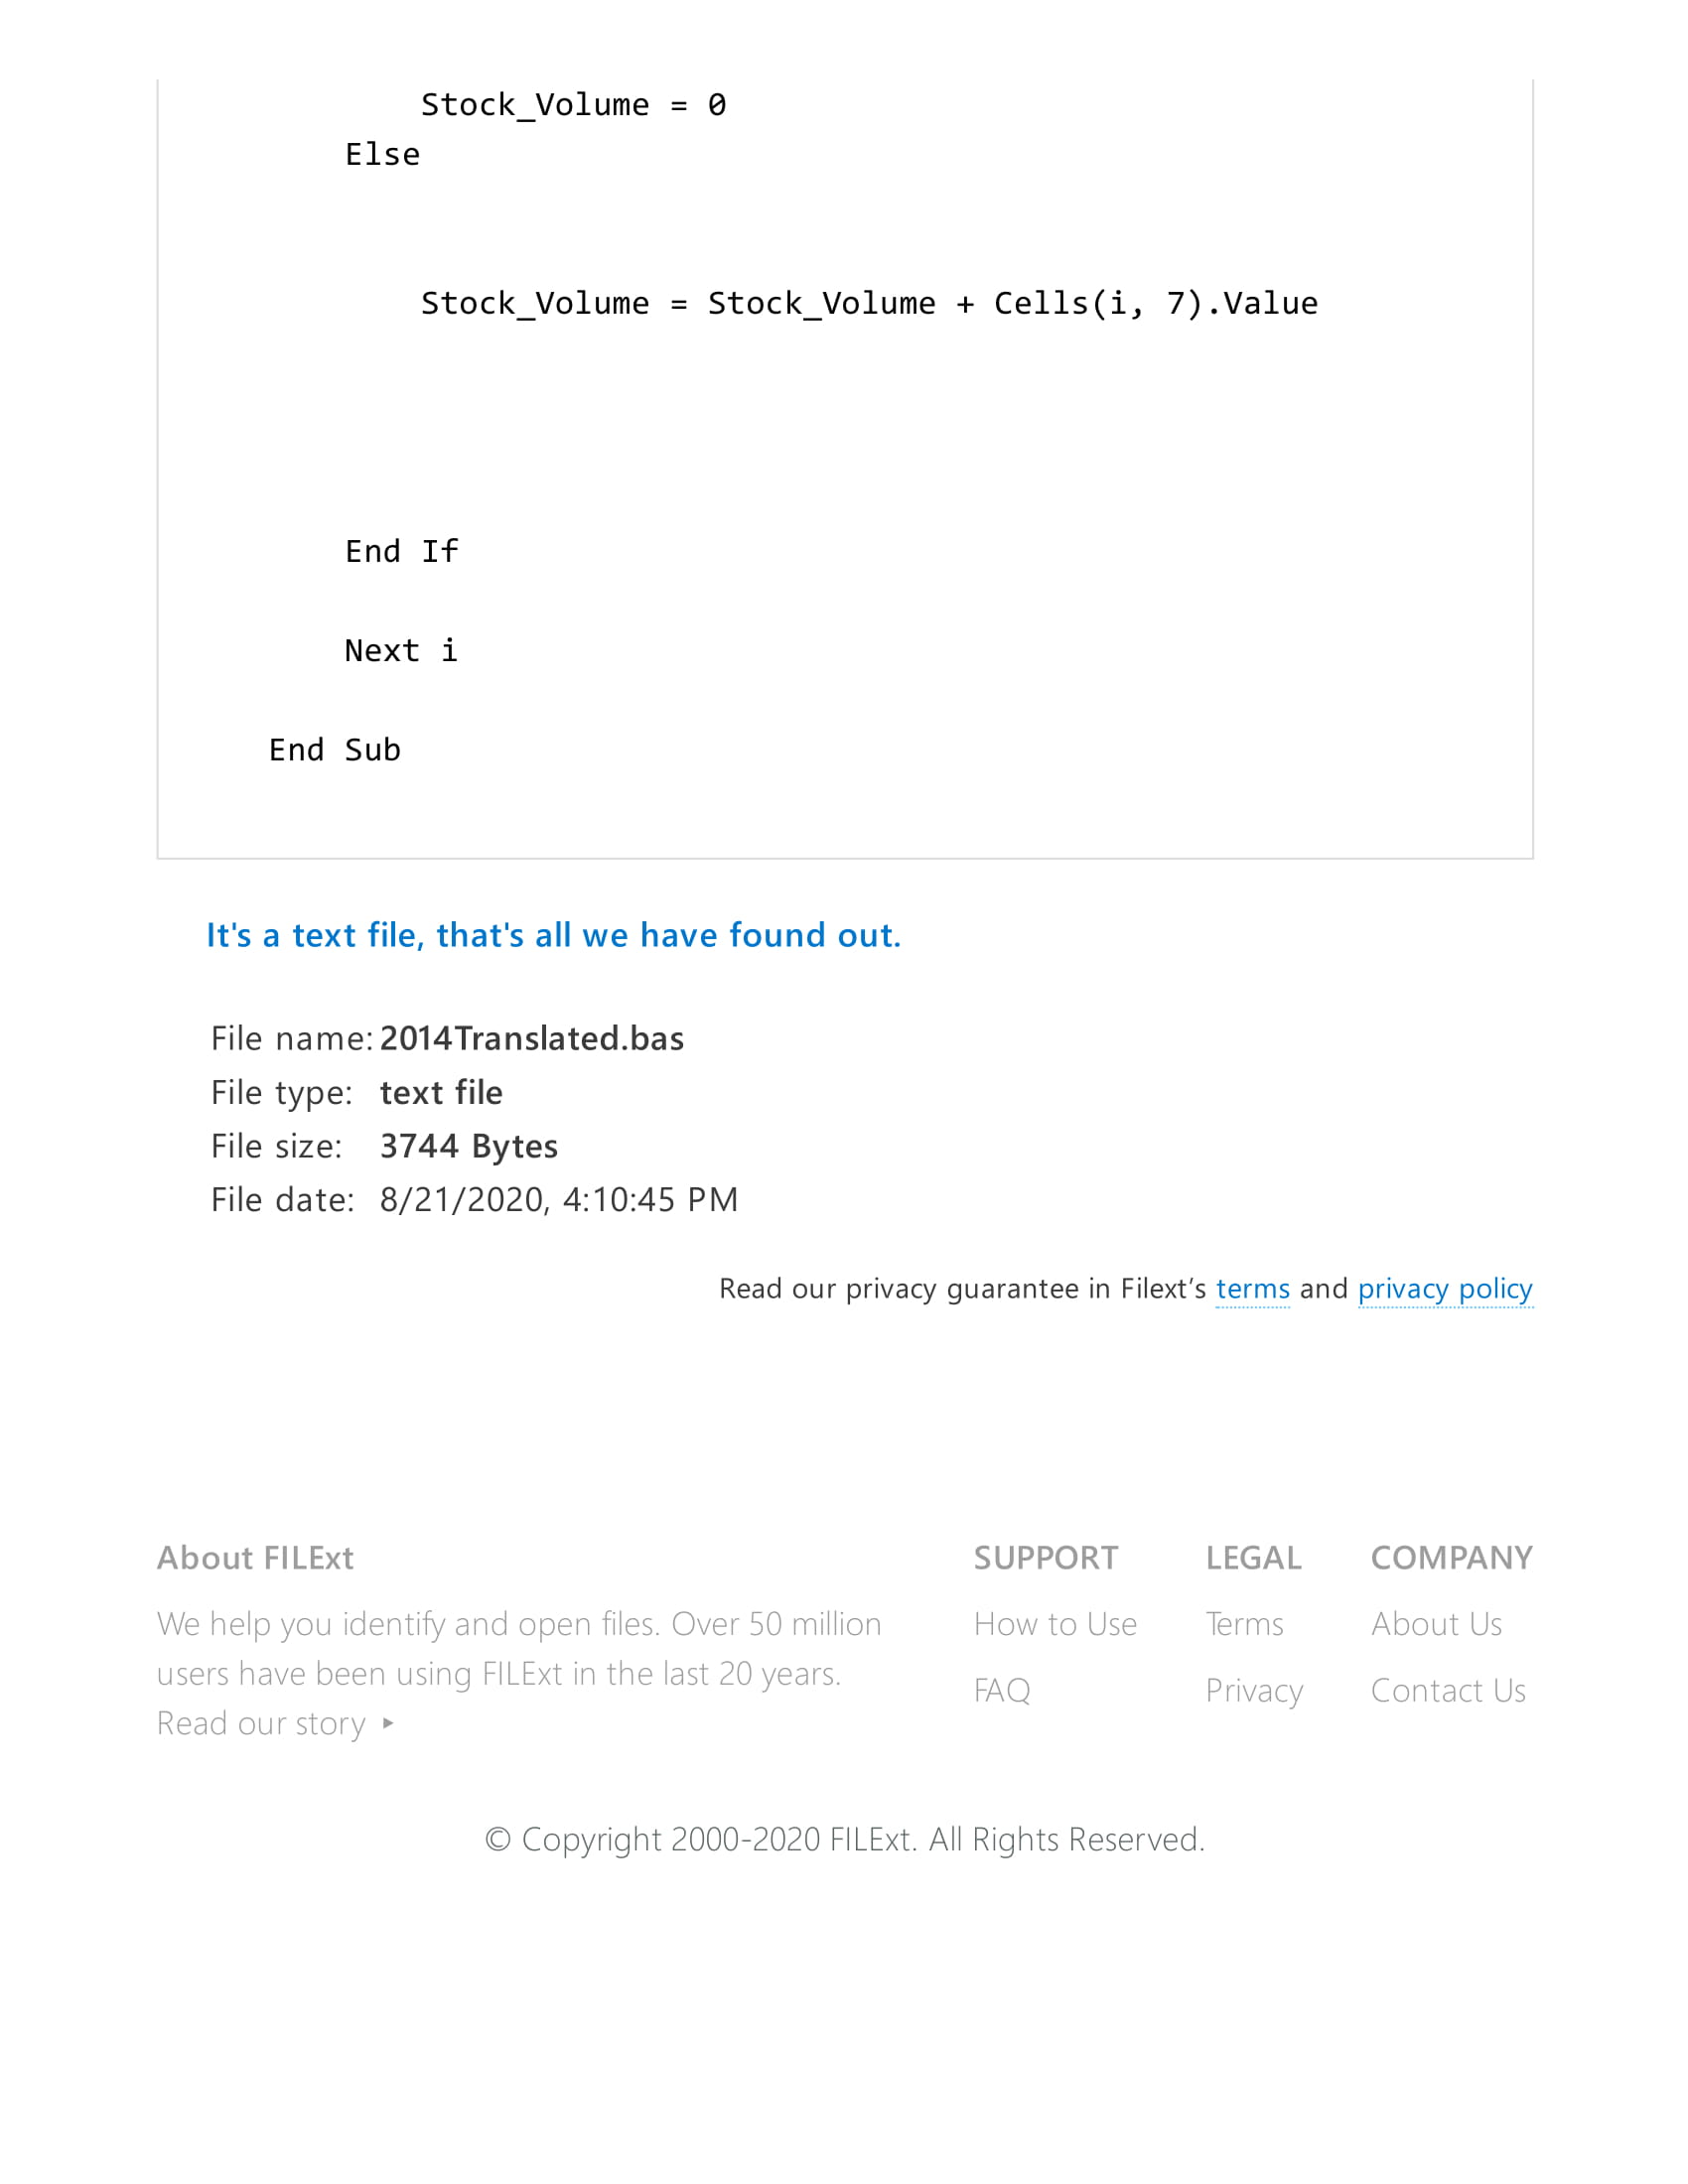 Stock_Volume = 0
Else
Stock_Volume = Stock_Volume + Cells(i, 7).Value
End If
Next i
End Sub
It's a text file, that's all we have found out.
File name: 2014Translated.bas
File type: text file
File size: 3744 Bytes
File date: 8/21/2020, 4:10:45 PM
Read our privacy guarantee in Filext’s terms and privacy policy
About FILExt
We help you identify and open files. Over 50 million
users have been using FILExt in the last 20 years.
Read our story ▸
SUPPORT
How to Use
FAQ
LEGAL
Terms
Privacy
COMPANY
About Us
Contact Us
© Copyright 2000-2020 FILExt. All Rights Reserved.